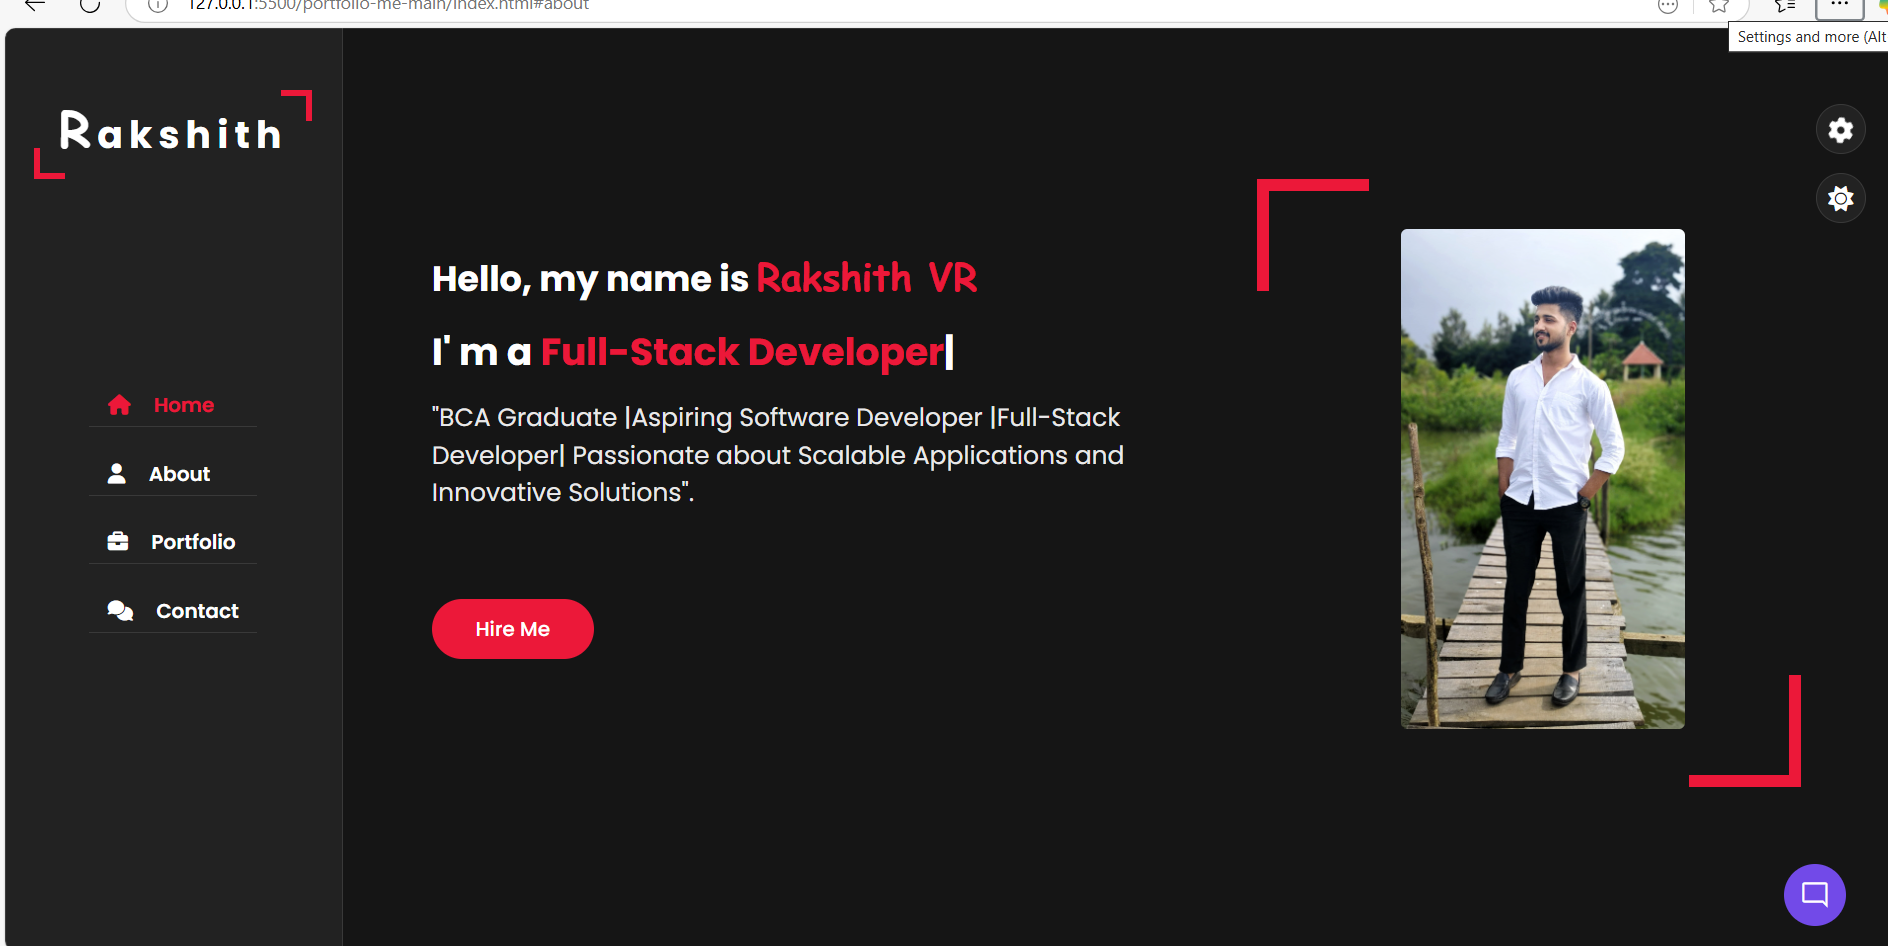 127.0.0.1:5500/portfolio-me-main/index.html#about
Settings and more (Alt
Rakshith
Home
About
Portfolio
Contact
Hello, my name is Rakshith VR
I' m a Full-Stack Developer|
"BCA Graduate |Aspiring Software Developer |Full-Stack
Developer| Passionate about Scalable Applications and
Innovative Solutions".
Hire Me